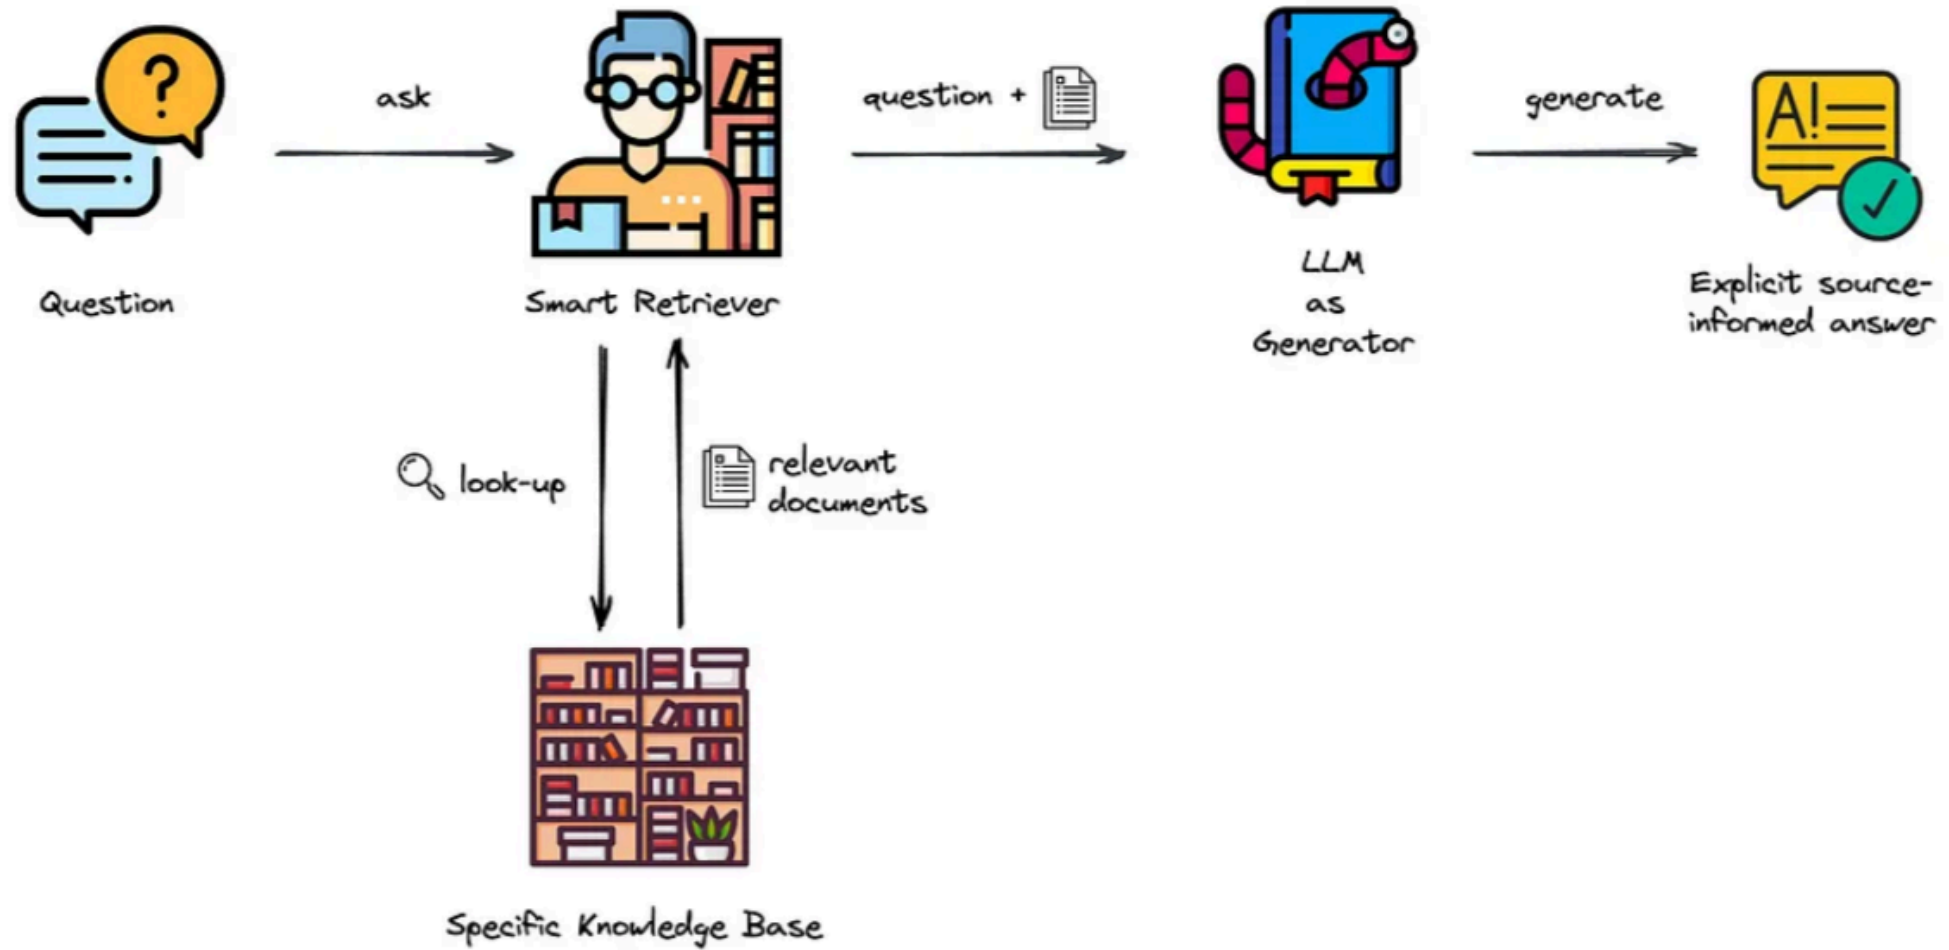 ?
ask
question +
generate
A!
Question
Smart Retriever
LLM
as
Generator
Explicit source-
informed answer
look-up
relevant
documents
Specific Knowledge Base